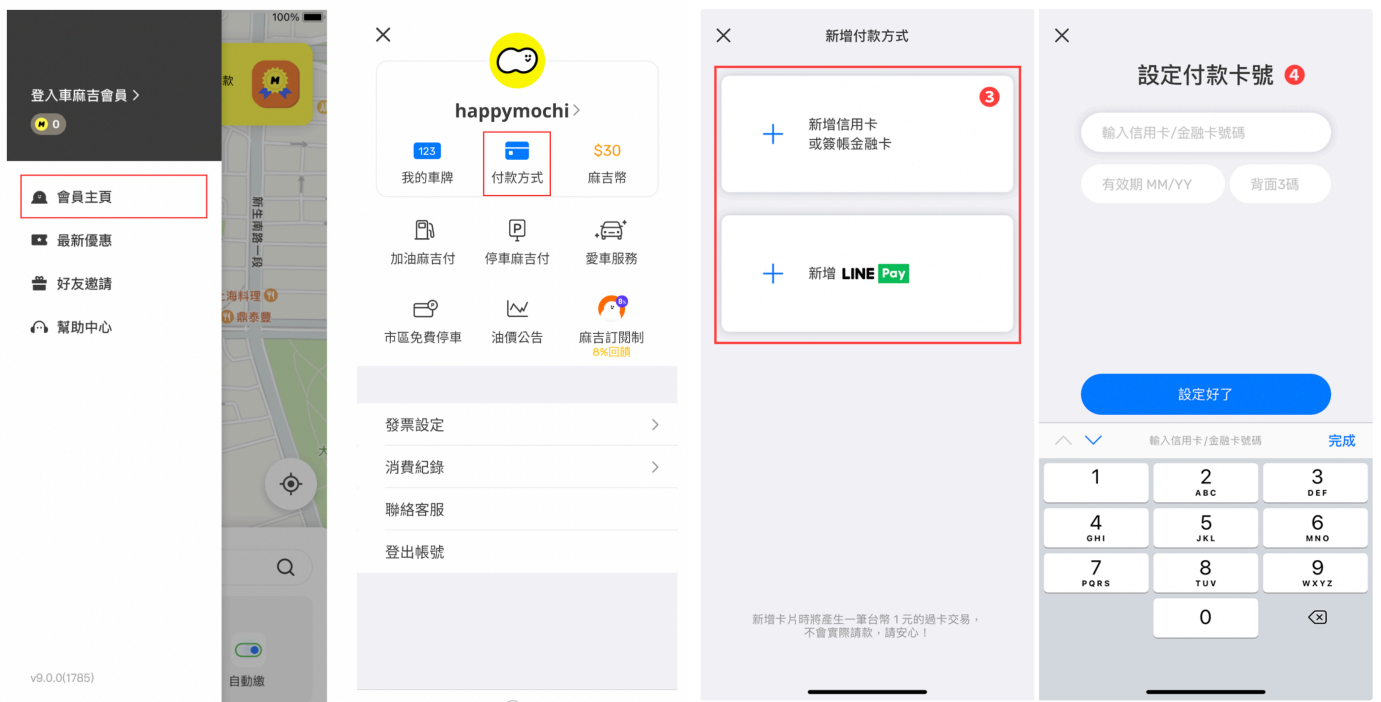 100%
款
登入車麻吉會員
0
會員主頁
最新優惠
好友邀請
幫助中心
新生南路一段
上海料理
鼎泰豐
大
自動繳
v9.0.0(1785)
happymochi
123
$30
我的車牌
付款方式
麻吉幣
加油麻吉付
停車麻吉付
愛車服務
市區免費停車
油價公告
麻吉訂閱制
8%回饋
發票設定
消費紀錄
聯絡客服
登出帳號
新增付款方式
3
新增信用卡
或簽帳金融卡
新增 LINE Pay
新增卡片時將產生一筆台幣 1 元的過卡交易，
不會實際請款，請安心！
設定付款卡號 4
輸入信用卡/金融卡號碼
有效期 MM/YY
背面3碼
設定好了
輸入信用卡/金融卡號碼
完成
1
2
3
ABC
DEF
4
5
6
GHI
JKL
MNO
7
8
9
PQRS
TUV
WXYZ
0